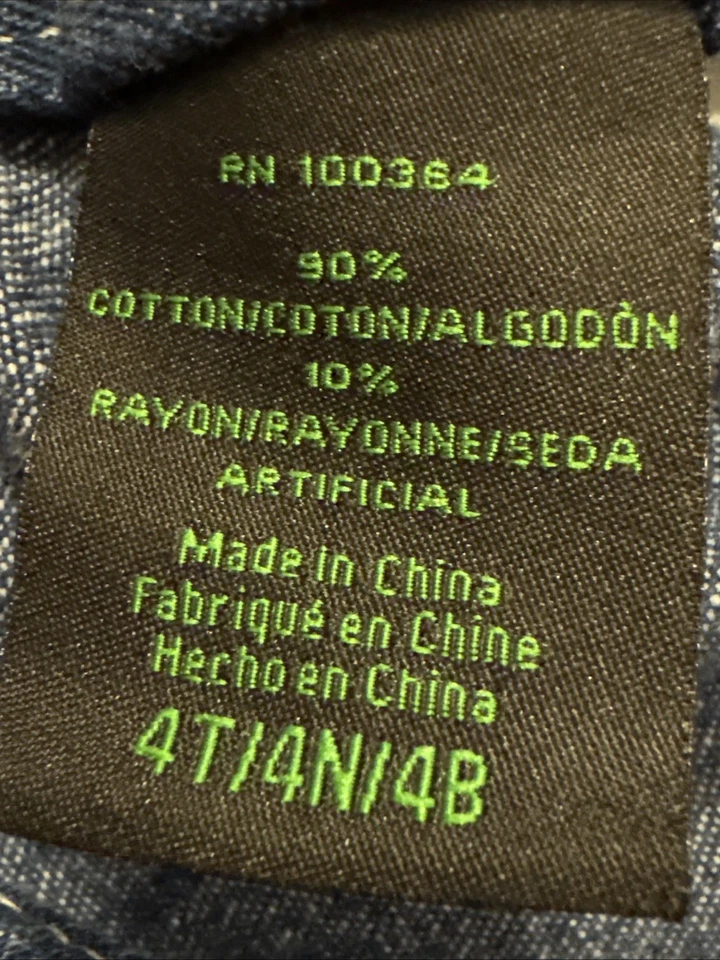 RN 100364
90%
COTTON/COTON/ALGODÓN
10%
RAYON/RAYONNE/SEDA
ARTIFICIAL
Made in China
Fabriqué en Chine
Hecho en China
4T/4N/4B